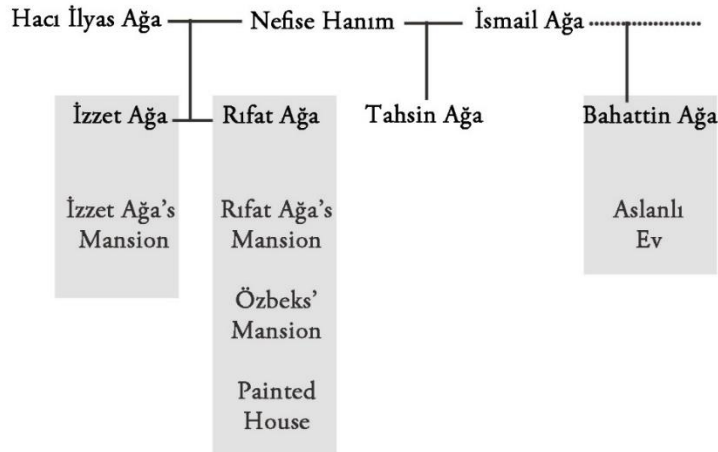 Hacı İlyas Ağa Nefise Hanım İsmail Ağa
İzzet Ağa Rıfat Ağa Tahsin Ağa Bahattin Ağa
İzzet Ağa's
Mansion
Rıfat Ağa's
Mansion
Özbeks'
Mansion
Painted
House
Aslanlı
Ev